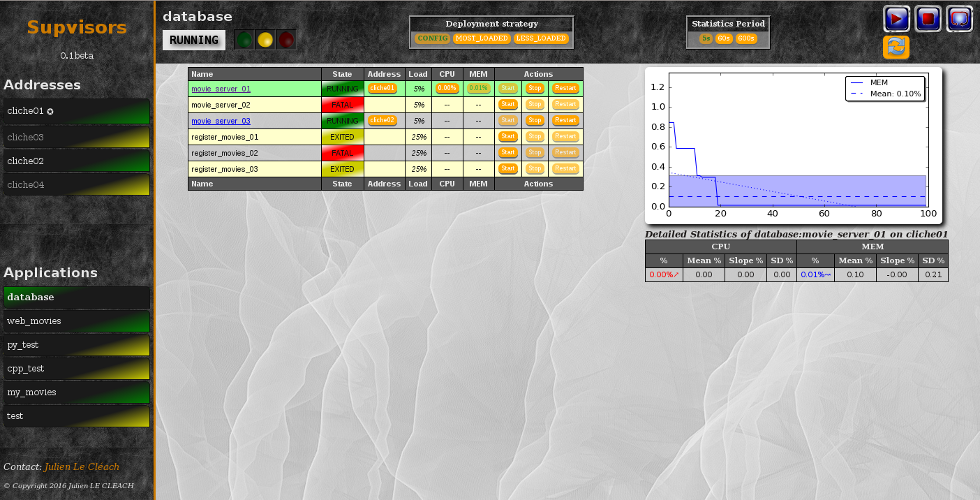 Supvisors
0.1beta
Addresses
cliche01
cliche03
cliche02
cliche04
Applications
database
web_movies
py_test
cpp_test
my_movies
test
Contact: Julien Le Cléach
© Copyright 2016 Julien LE CLEACH
database
RUNNING
Deployment strategy
CONFIG MOST_LOADED LESS_LOADED
Statistics Period
5s 60s 600s
Name State Address Load CPU MEM Actions
movie_server_01 RUNNING cliche01 5% 0.00% 0.01% Start Stop Restart
movie_server_02 FATAL 5% -- -- Start Stop Restart
movie_server_03 RUNNING cliche02 5% -- -- Start Stop Restart
register_movies_01 EXITED 25% -- -- Start Stop Restart
register_movies_02 FATAL 25% -- -- Start Stop Restart
register_movies_03 EXITED 25% -- -- Start Stop Restart
Name State Address Load CPU MEM Actions
MEM
Mean: 0.10%
1.2
1.0
0.8
0.6
0.4
0.2
0.0
0 20 40 60 80 100
Detailed Statistics of database:movie_server_01 on cliche01
CPU MEM
% Mean % Slope % SD % % Mean % Slope % SD %
0.00% 0.00 0.00 0.00 0.01% 0.10 -0.00 0.21